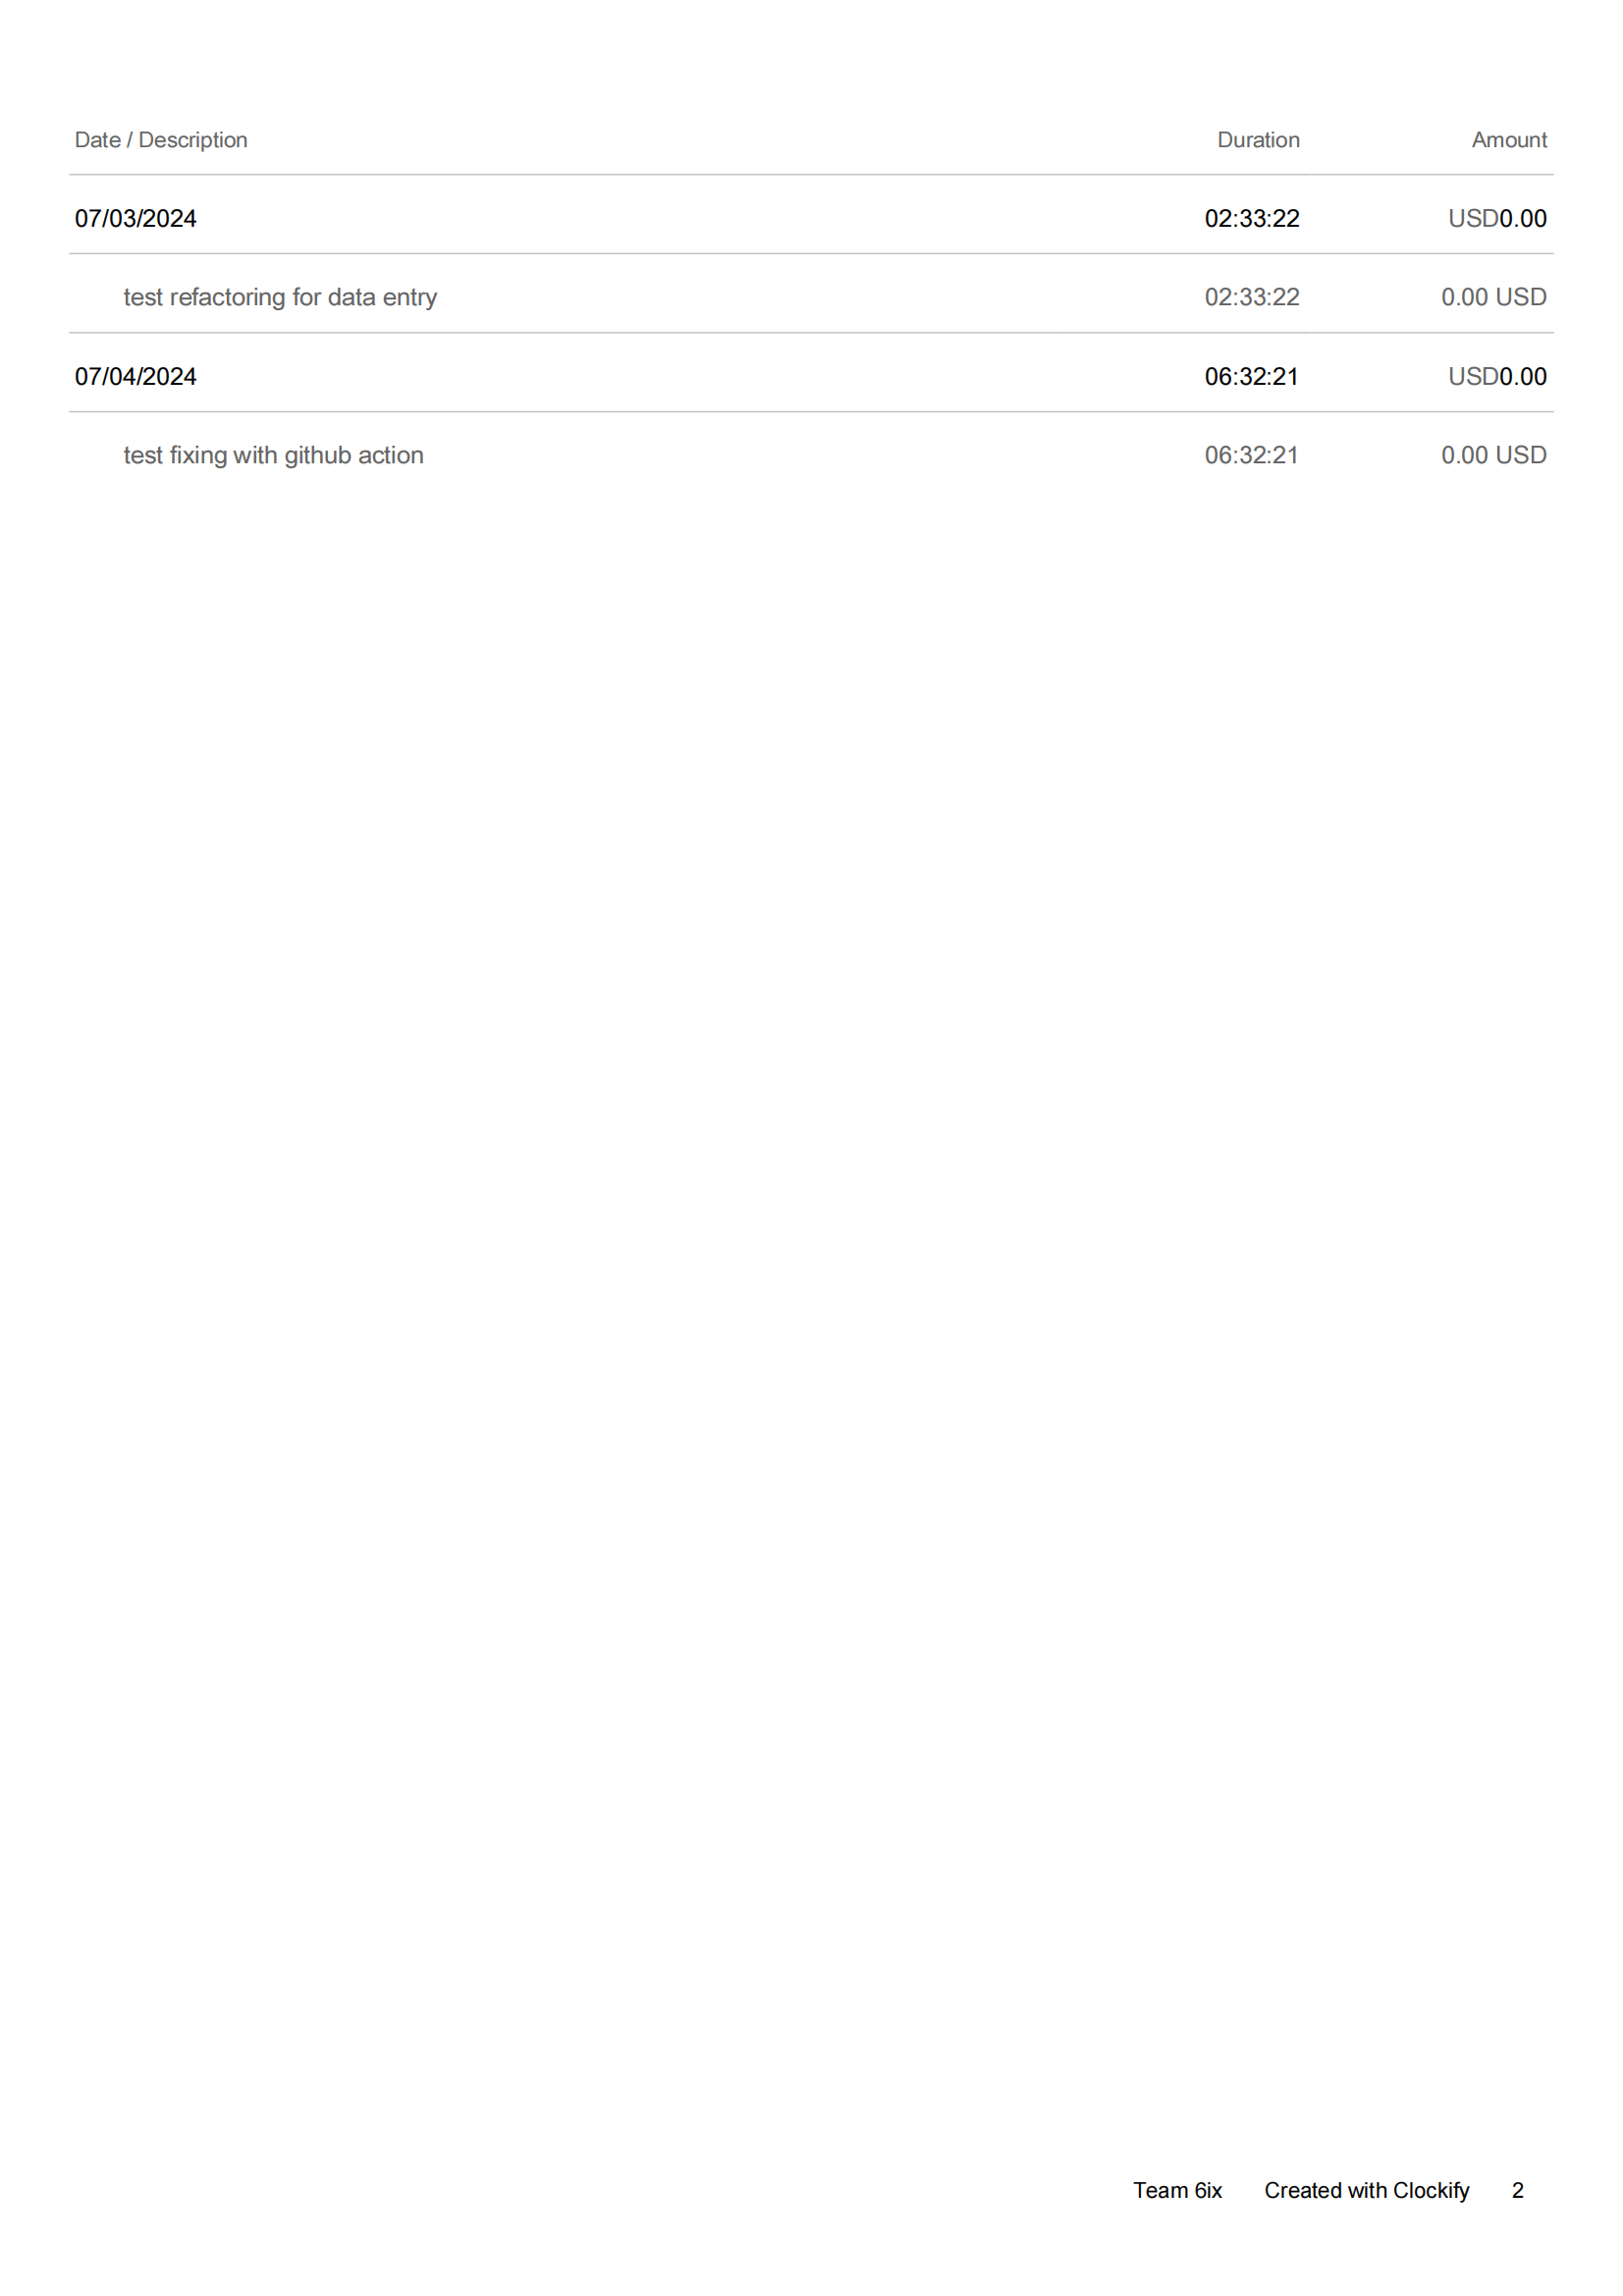 Date / Description Duration Amount
07/03/2024 02:33:22 USD0.00
test refactoring for data entry 02:33:22 0.00 USD
07/04/2024 06:32:21 USD0.00
test fixing with github action 06:32:21 0.00 USD
Team 6ix Created with Clockify 2